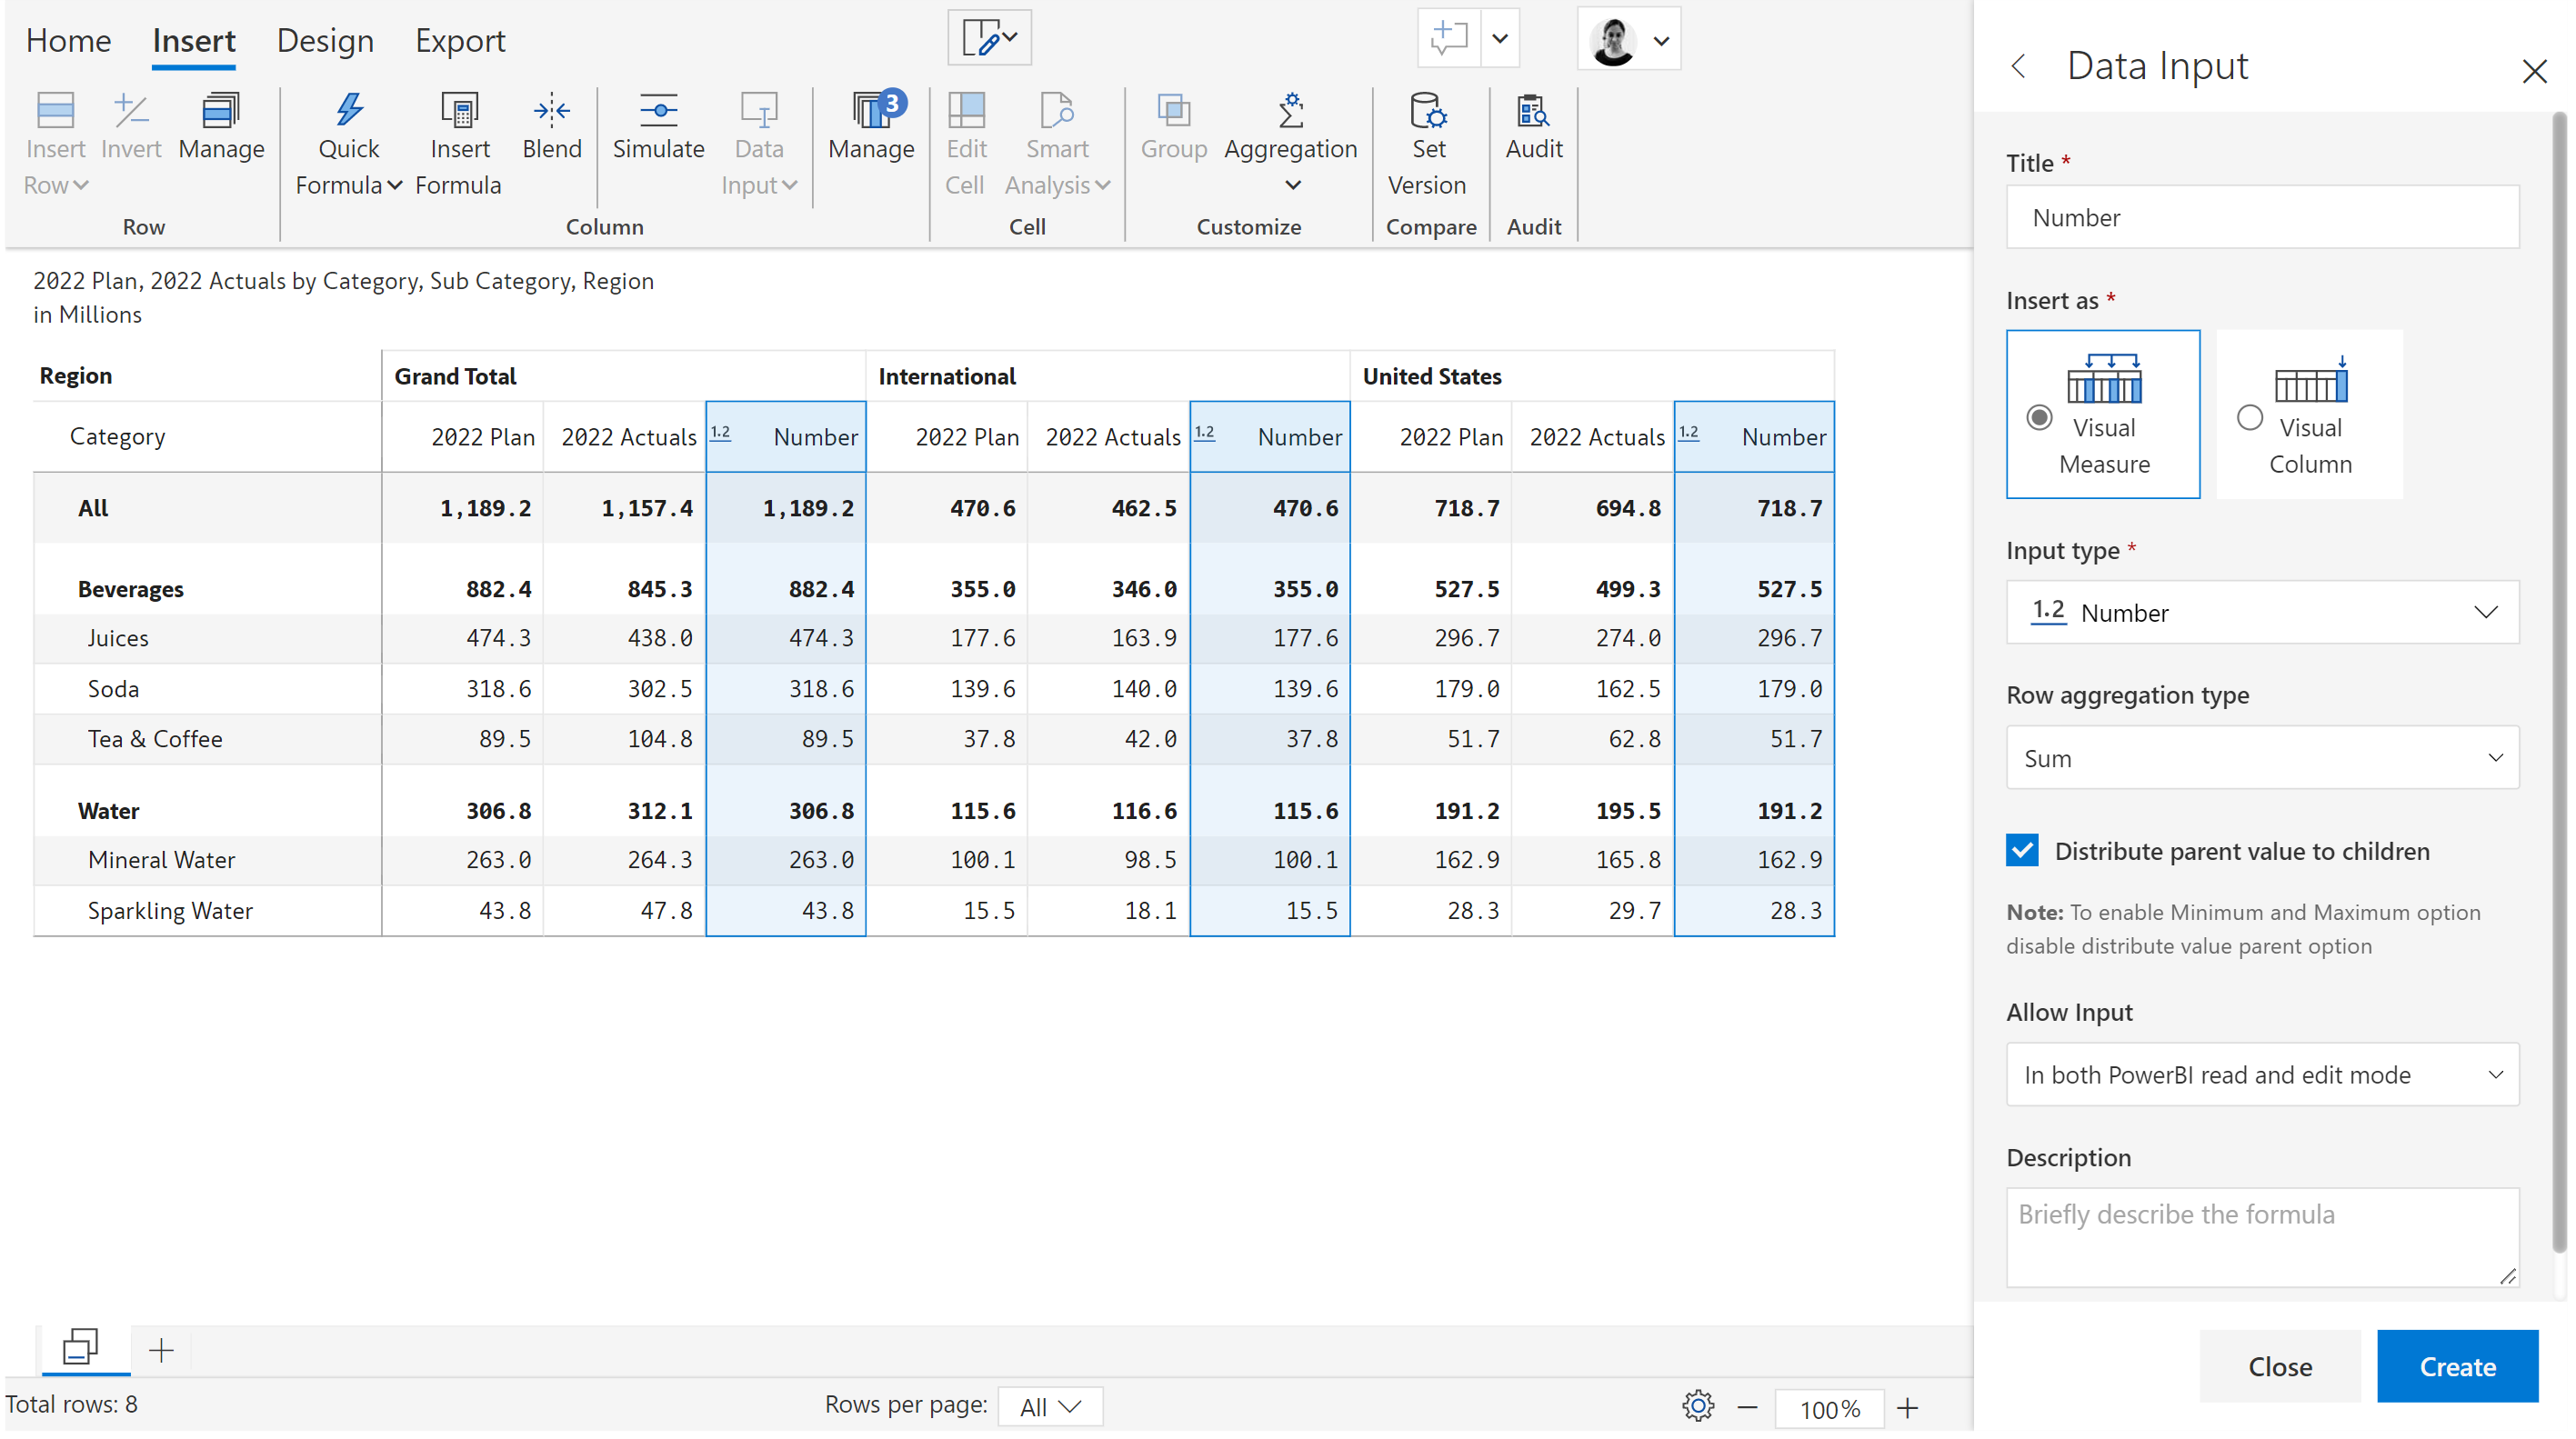 Home Insert Design Export
Insert Row
Invert
Manage
Row
Quick Formula
Insert Formula
Blend
Simulate
Data Input
Manage 3
Column
Edit Cell
Smart Analysis
Cell
Group
Aggregation
Customize
Set Version
Compare
Audit
Audit
2022 Plan, 2022 Actuals by Category, Sub Category, Region
in Millions
Region Grand Total International United States
Category 2022 Plan 2022 Actuals 1.2 Number 2022 Plan 2022 Actuals 1.2 Number 2022 Plan 2022 Actuals 1.2 Number
All 1,189.2 1,157.4 1,189.2 470.6 462.5 470.6 718.7 694.8 718.7
Beverages 882.4 845.3 882.4 355.0 346.0 355.0 527.5 499.3 527.5
Juices 474.3 438.0 474.3 177.6 163.9 177.6 296.7 274.0 296.7
Soda 318.6 302.5 318.6 139.6 140.0 139.6 179.0 162.5 179.0
Tea & Coffee 89.5 104.8 89.5 37.8 42.0 37.8 51.7 62.8 51.7
Water 306.8 312.1 306.8 115.6 116.6 115.6 191.2 195.5 191.2
Mineral Water 263.0 264.3 263.0 100.1 98.5 100.1 162.9 165.8 162.9
Sparkling Water 43.8 47.8 43.8 15.5 18.1 15.5 28.3 29.7 28.3
Total rows: 8
Rows per page: All
100%
Data Input
Title *
Number
Insert as *
Visual Measure
Visual Column
Input type *
1.2 Number
Row aggregation type
Sum
Distribute parent value to children
Note: To enable Minimum and Maximum option
disable distribute value parent option
Allow Input
In both PowerBI read and edit mode
Description
Briefly describe the formula
Close Create